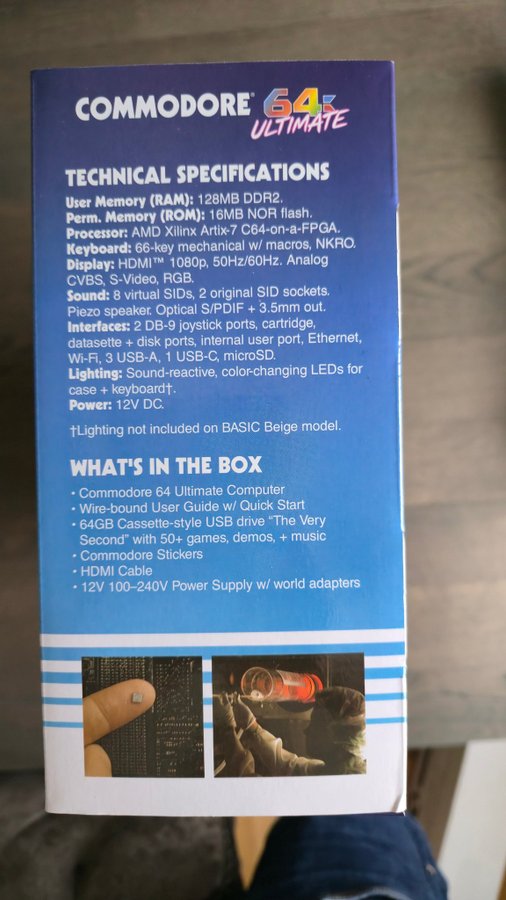 COMMODORE® 64
ULTIMATE
TECHNICAL SPECIFICATIONS
User Memory (RAM): 128MB DDR2.
Perm. Memory (ROM): 16MB NOR flash.
Processor: AMD Xilinx Artix-7 C64-on-a-FPGA.
Keyboard: 66-key mechanical w/ macros, NKRO.
Display: HDMI™ 1080p, 50Hz/60Hz. Analog
CVBS, S-Video, RGB.
Sound: 8 virtual SIDs, 2 original SID sockets.
Piezo speaker. Optical S/PDIF + 3.5mm out.
Interfaces: 2 DB-9 joystick ports, cartridge,
datasette + disk ports, internal user port, Ethernet,
Wi-Fi, 3 USB-A, 1 USB-C, microSD.
Lighting: Sound-reactive, color-changing LEDs for
case + keyboard†.
Power: 12V DC.
†Lighting not included on BASIC Beige model.
WHAT'S IN THE BOX
• Commodore 64 Ultimate Computer
• Wire-bound User Guide w/ Quick Start
• 64GB Cassette-style USB drive “The Very
Second” with 50+ games, demos, + music
• Commodore Stickers
• HDMI Cable
• 12V 100–240V Power Supply w/ world adapters